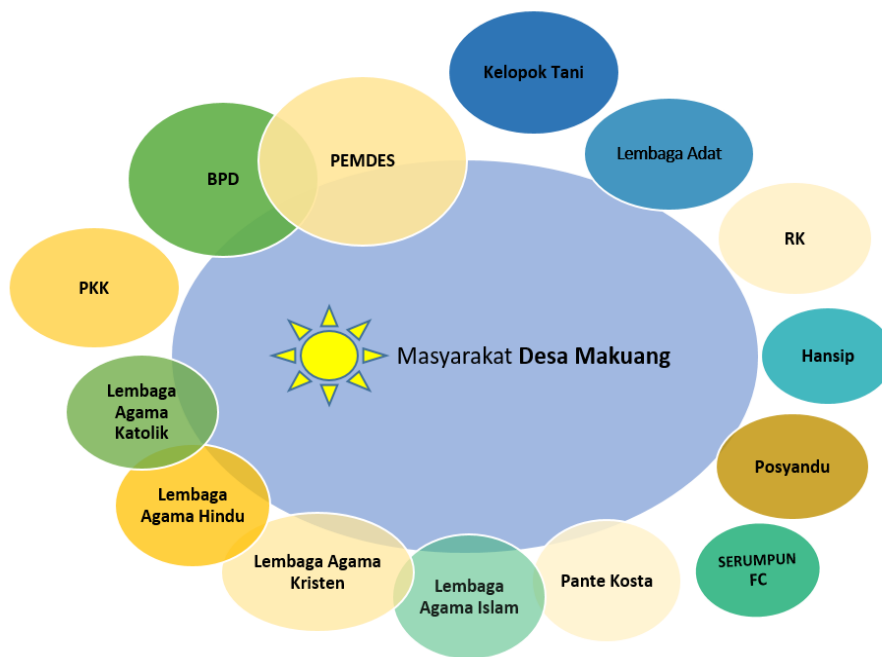 Kelopok Tani
PEMDES
Lembaga Adat
BPD
RK
PKK
Masyarakat Desa Makuang
Hansip
Lembaga
Agama
Katolik
Posyandu
Lembaga
Agama Hindu
Lembaga Agama
Kristen
Lembaga
Agama Islam
Pante Kosta
SERUMPUN
FC